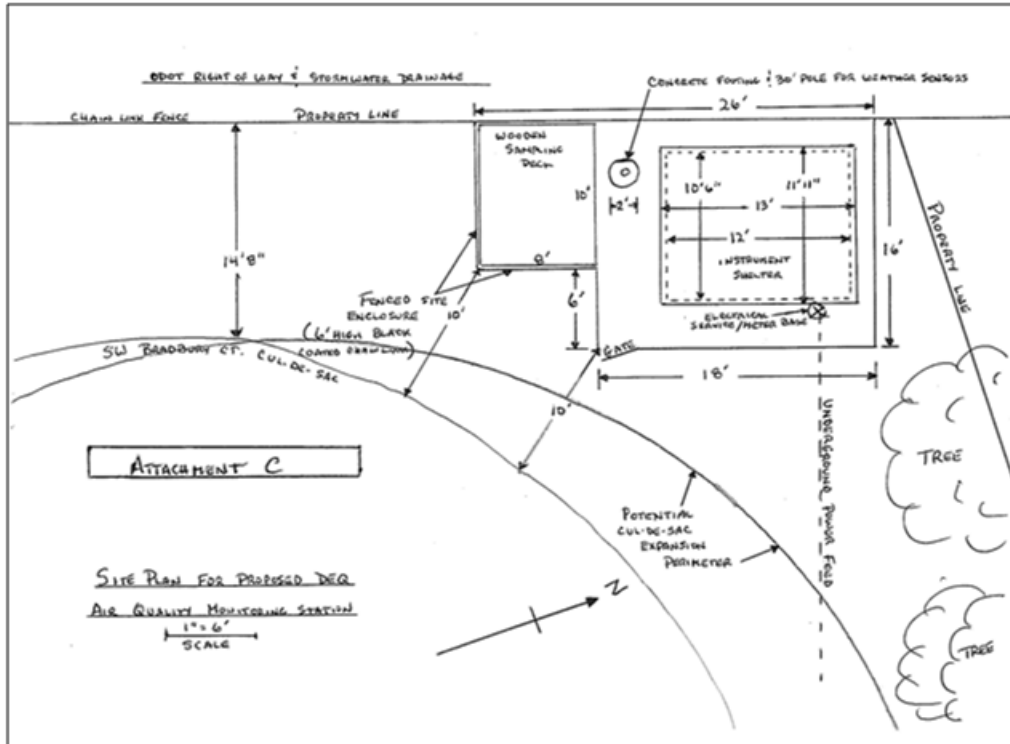 ODOT RIGHT OF WAY & STORMWATER DRAINAGE
CONCRETE FOOTING & 30' POLE FOR WEATHER SENSORS
26'
CHAIN LINK FENCE
PROPERTY LINE
WOODEN
SAMPLING
DECK
10'
2'
10'6"
11'11"
13'
12'
INSTRUMENT
SHELTER
16'
PROPERTY LINE
14'8"
8'
6'
FENCED SITE
ENCLOSURE
10'
(6' HIGH BLACK
COATED CHAINLINK)
ELECTRICAL
SERVICE/METER BASE
SW BRADBURY CT. CUL-DE-SAC
GATE
18'
10'
UNDERGROUND POWER FEED
TREE
ATTACHMENT C
POTENTIAL
CUL-DE-SAC
EXPANSION
PERIMETER
SITE PLAN FOR PROPOSED DEQ
AIR QUALITY MONITORING STATION
1"=6'
SCALE
N
TREE